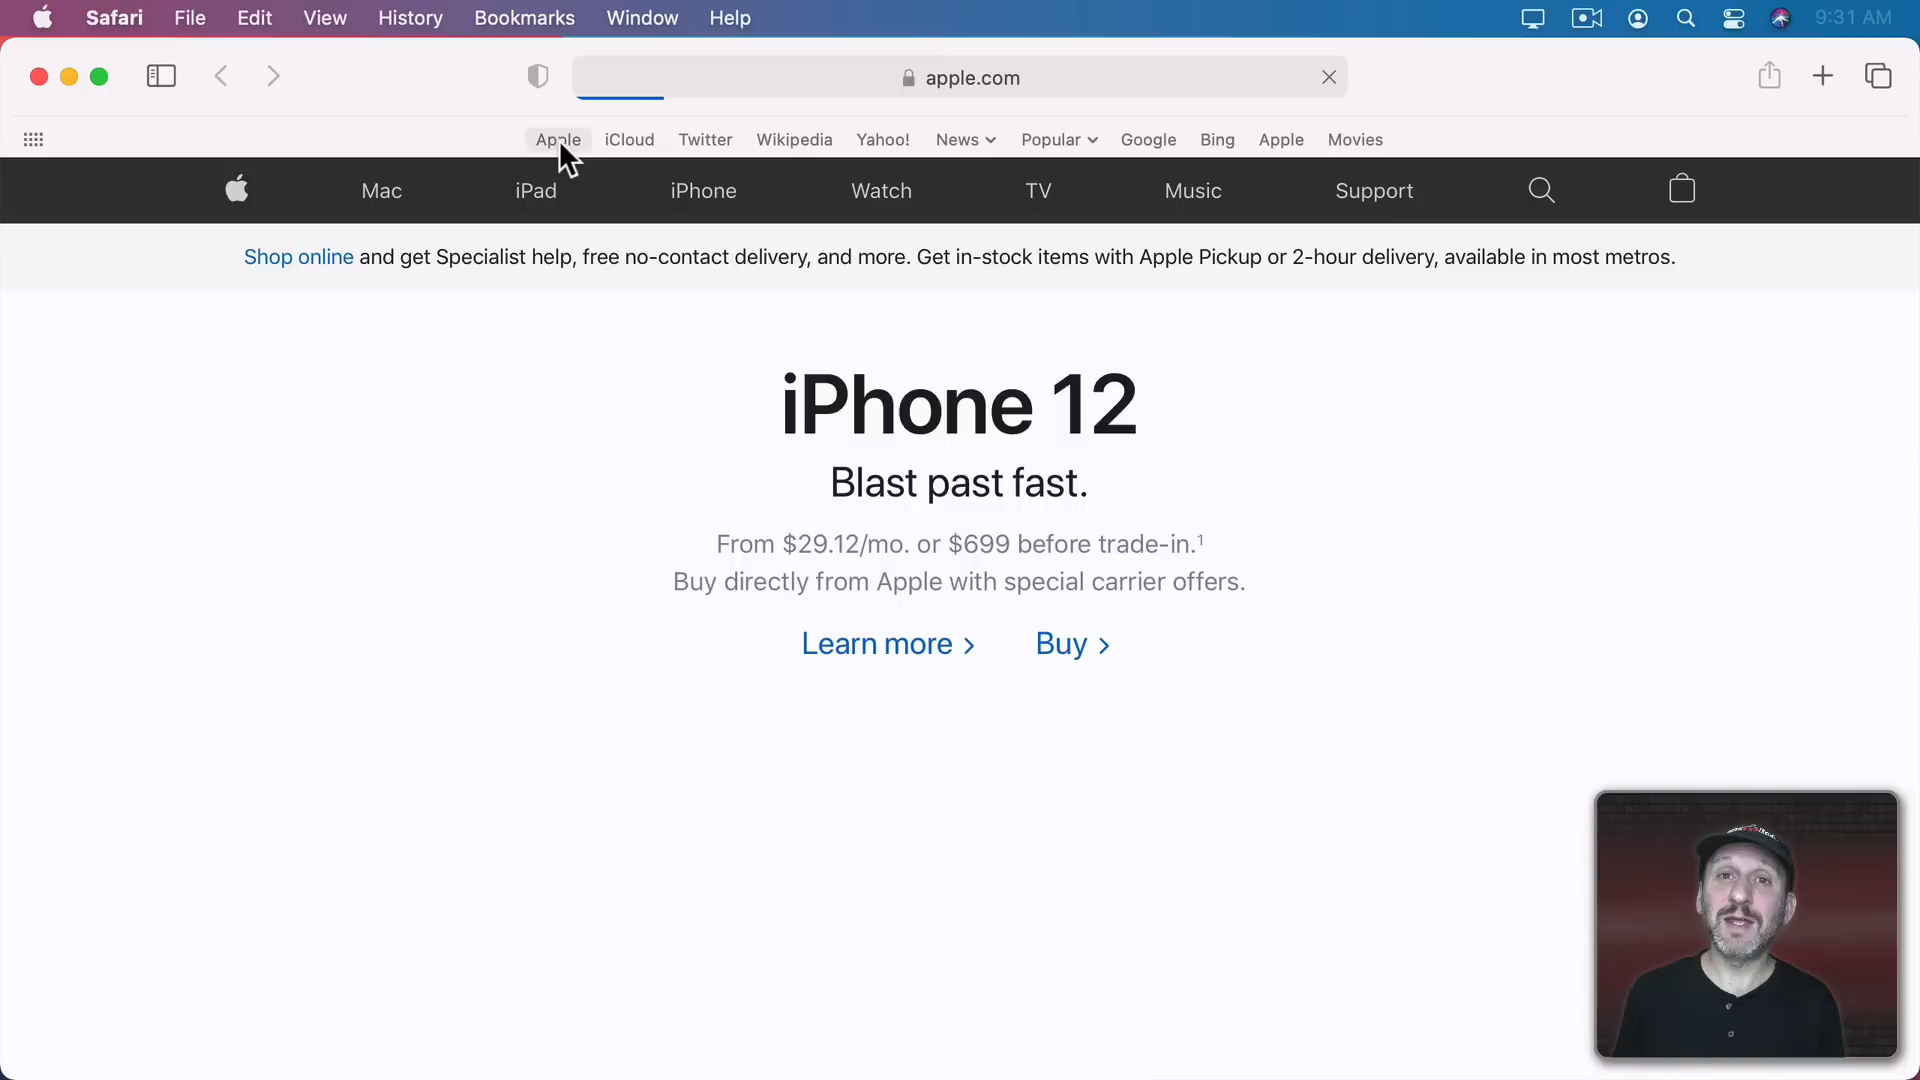 Safari File Edit View History Bookmarks Window Help 9:31 AM
apple.com
Apple iCloud Twitter Wikipedia Yahoo! News Popular Google Bing Apple Movies
Mac iPad iPhone Watch TV Music Support
Shop online and get Specialist help, free no-contact delivery, and more. Get in-stock items with Apple Pickup or 2-hour delivery, available in most metros.
iPhone 12
Blast past fast.
From $29.12/mo. or $699 before trade-in.¹
Buy directly from Apple with special carrier offers.
Learn more > Buy >